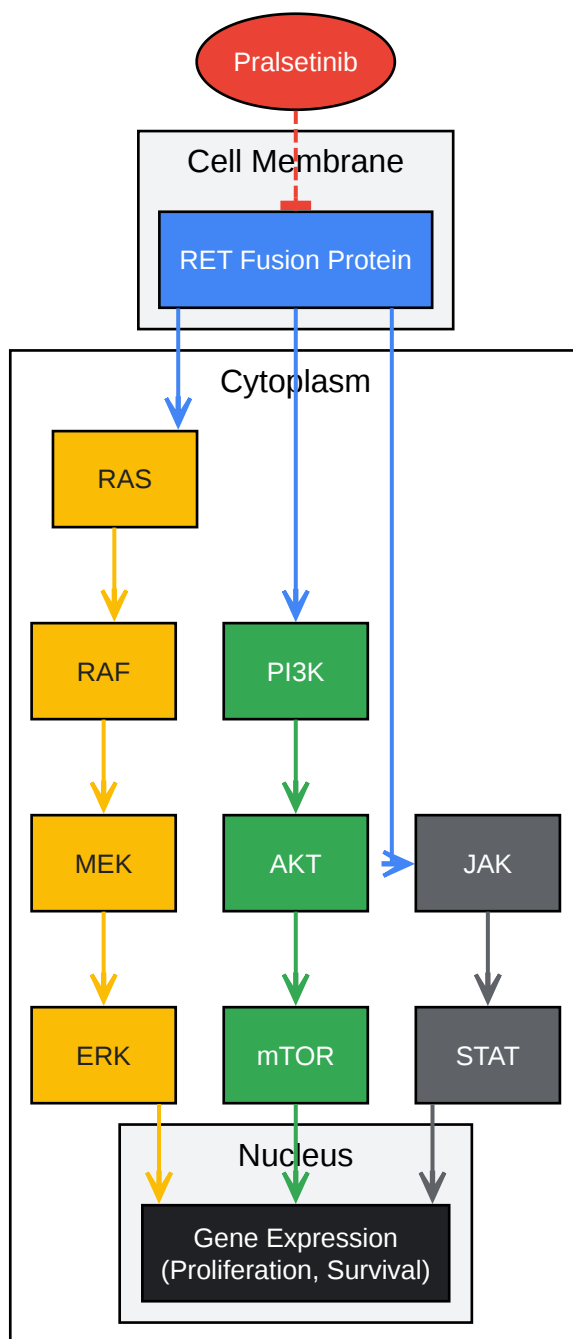 Pralsetinib
Cell Membrane
RET Fusion Protein
Cytoplasm
RAS
RAF
PI3K
MEK
AKT
JAK
ERK
mTOR
STAT
Nucleus
Gene Expression
(Proliferation, Survival)